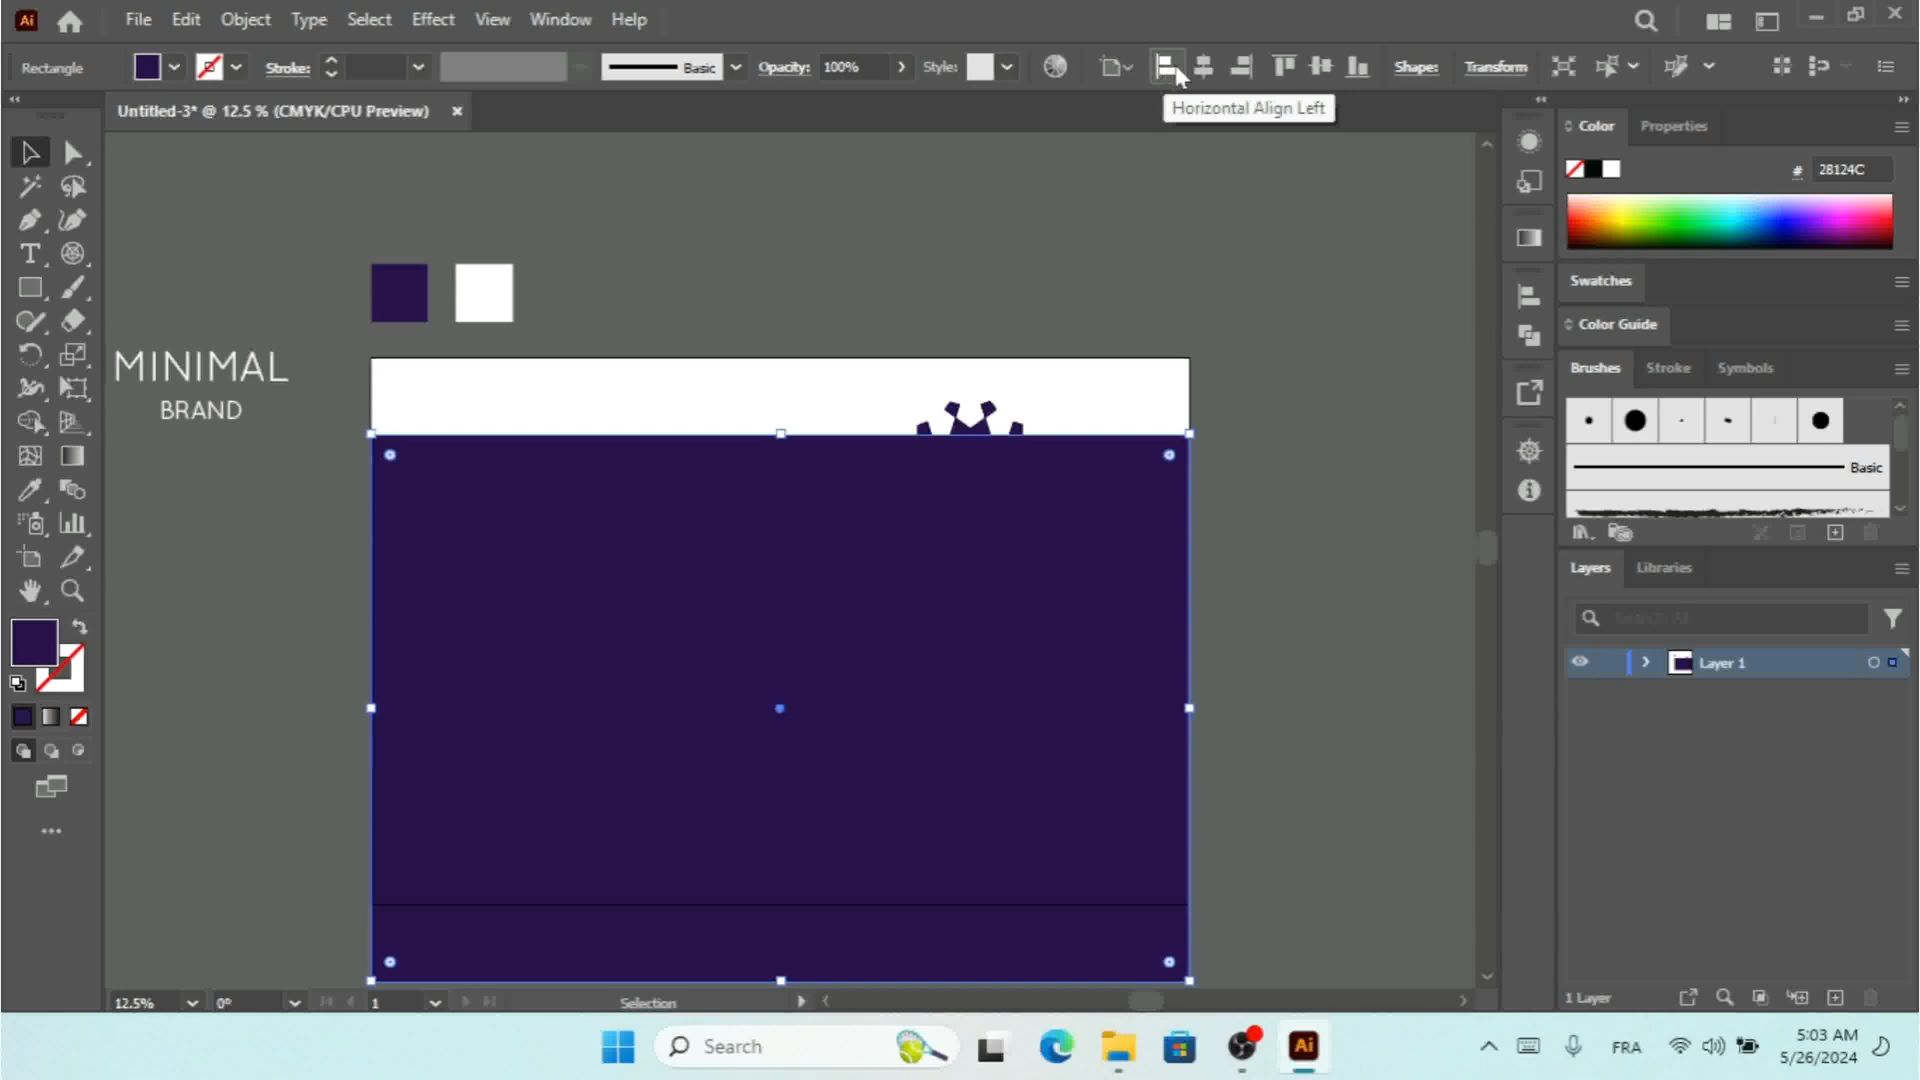 Ai File Edit Object Type Select Effect View Window Help
Rectangle Stroke: Basic Opacity: 100% Style: Shape: Transform
Horizontal Align Left
Untitled-3* @ 12.5 % (CMYK/CPU Preview)
Color Properties
# 28124C
Swatches
Color Guide
MINIMAL
BRAND
Brushes Stroke Symbols
Basic
Layers Libraries
Search All
Layer 1
12.5% 0° 1 Selection
1 Layer
Search Ai FRA 5:03 AM
5/26/2024